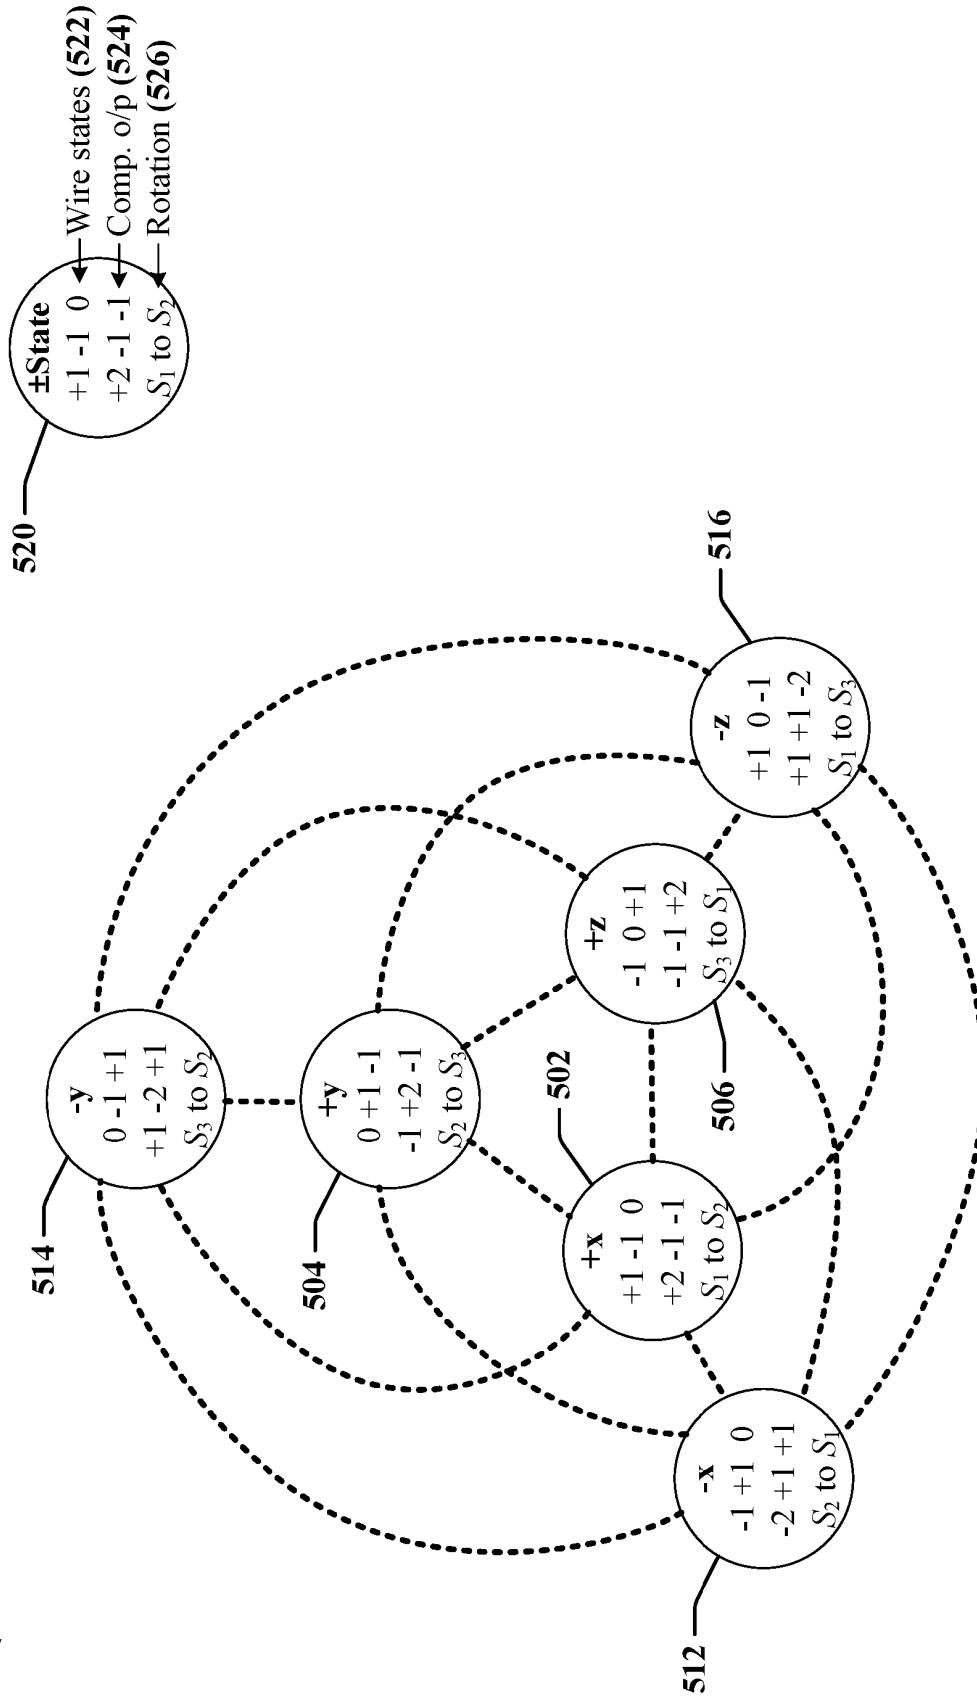 520
±State
+1 -1 0
+2 -1 -1
S₁ to S₂
Wire states (522)
Comp. o/p (524)
Rotation (526)
514
-y
0 -1 +1
+1 -2 +1
S₃ to S₂
504
+y
0 +1 -1
-1 +2 -1
S₂ to S₃
502
+x
+1 -1 0
+2 -1 -1
S₁ to S₂
506
+z
-1 0 +1
-1 -1 +2
S₃ to S₁
512
-x
-1 +1 0
-2 +1 +1
S₂ to S₁
516
-z
+1 0 -1
+1 +1 -2
S₁ to S₃